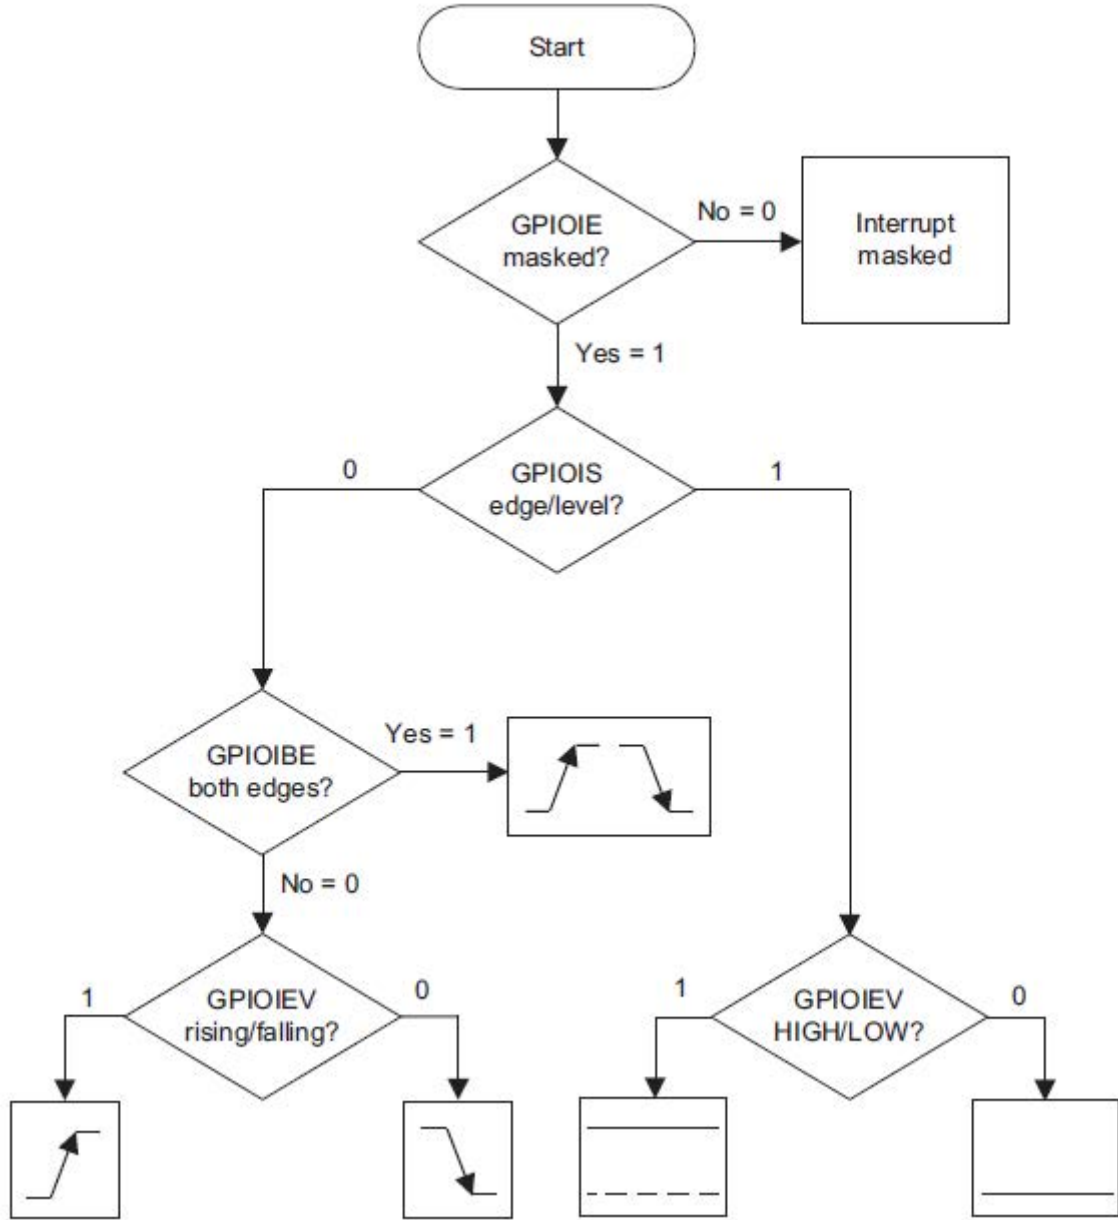 Start
GPIOIE
masked?
No = 0
Interrupt
masked
Yes = 1
GPIOIS
edge/level?
0
1
GPIOIBE
both edges?
Yes = 1
No = 0
GPIOIEV
rising/falling?
1
0
GPIOIEV
HIGH/LOW?
1
0